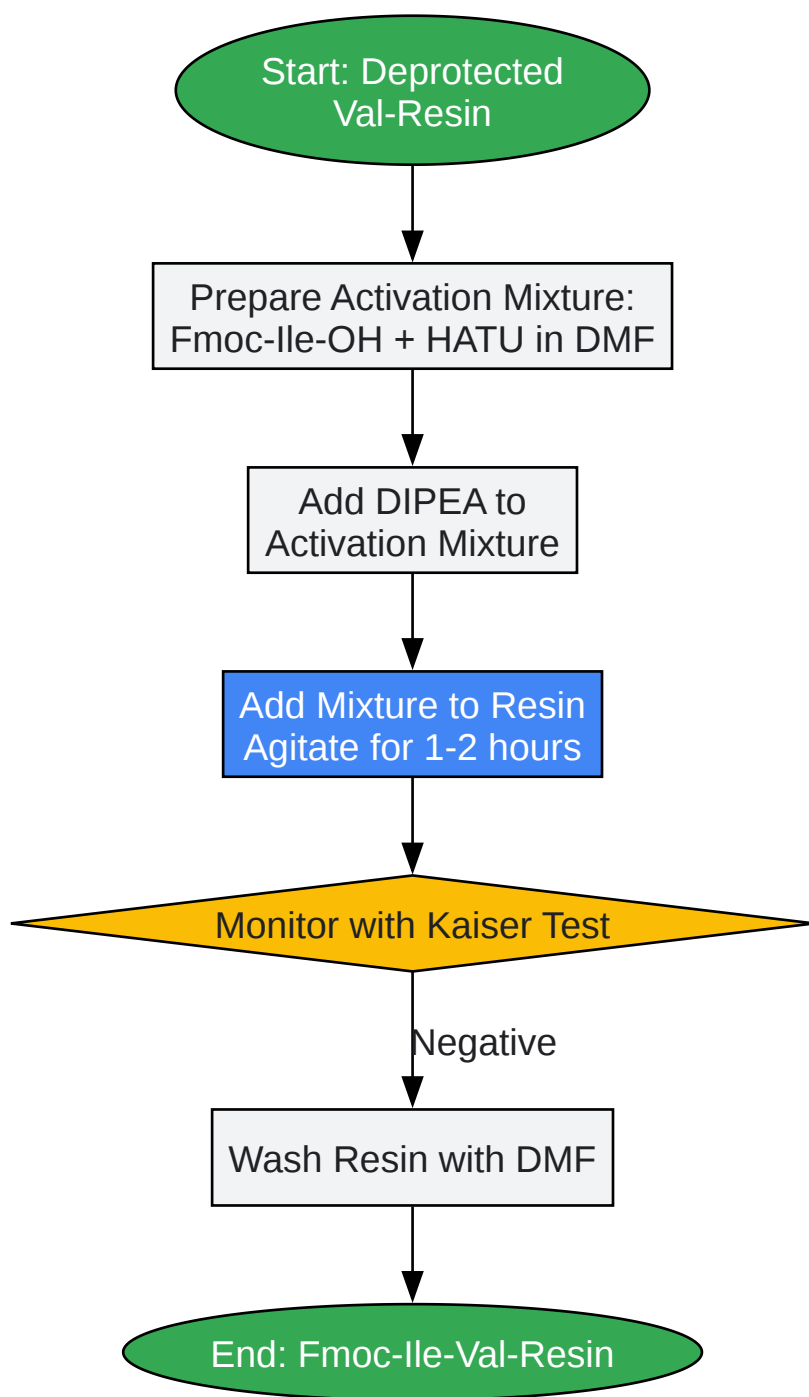 Start: Deprotected
Val-Resin
Prepare Activation Mixture:
Fmoc-Ile-OH + HATU in DMF
Add DIPEA to
Activation Mixture
Add Mixture to Resin
Agitate for 1-2 hours
Monitor with Kaiser Test
Negative
Wash Resin with DMF
End: Fmoc-Ile-Val-Resin